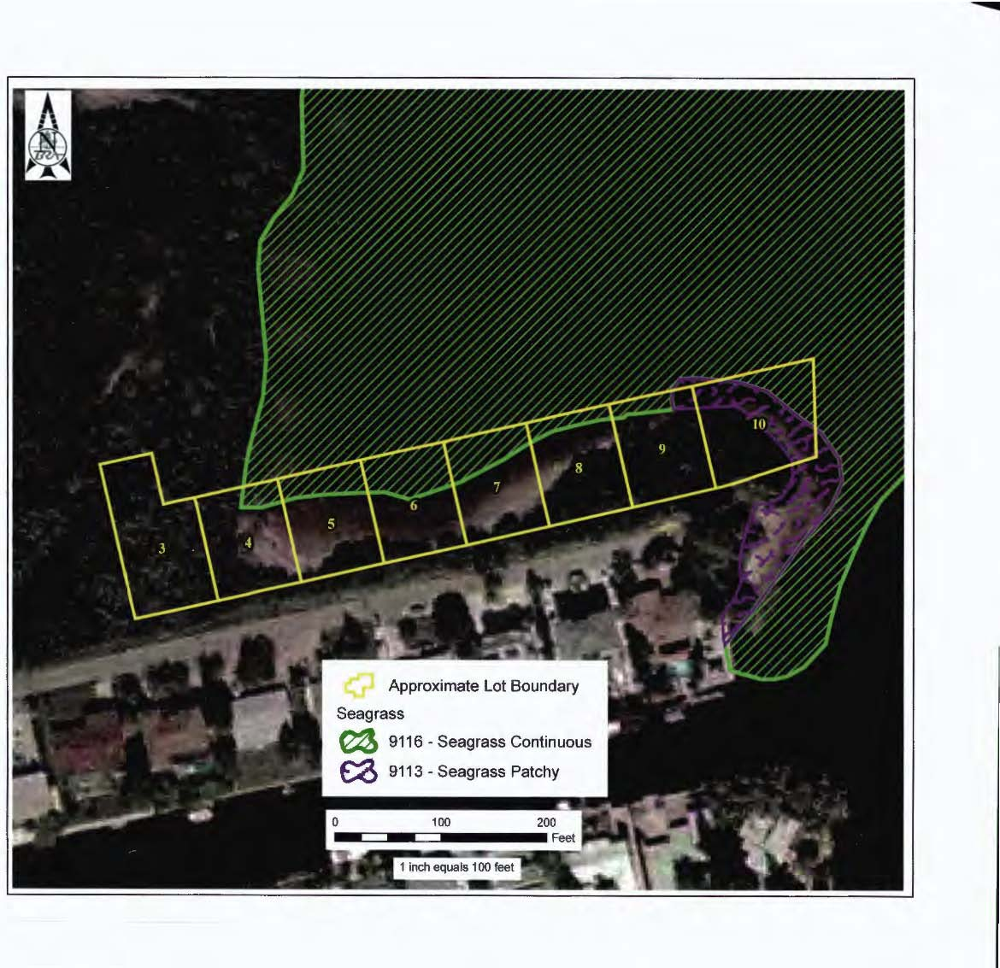 N
10
9
8
7
6
5
4
3
Approximate Lot Boundary
Seagrass
9116 - Seagrass Continuous
9113 - Seagrass Patchy
0 100 200
Feet
1 inch equals 100 feet